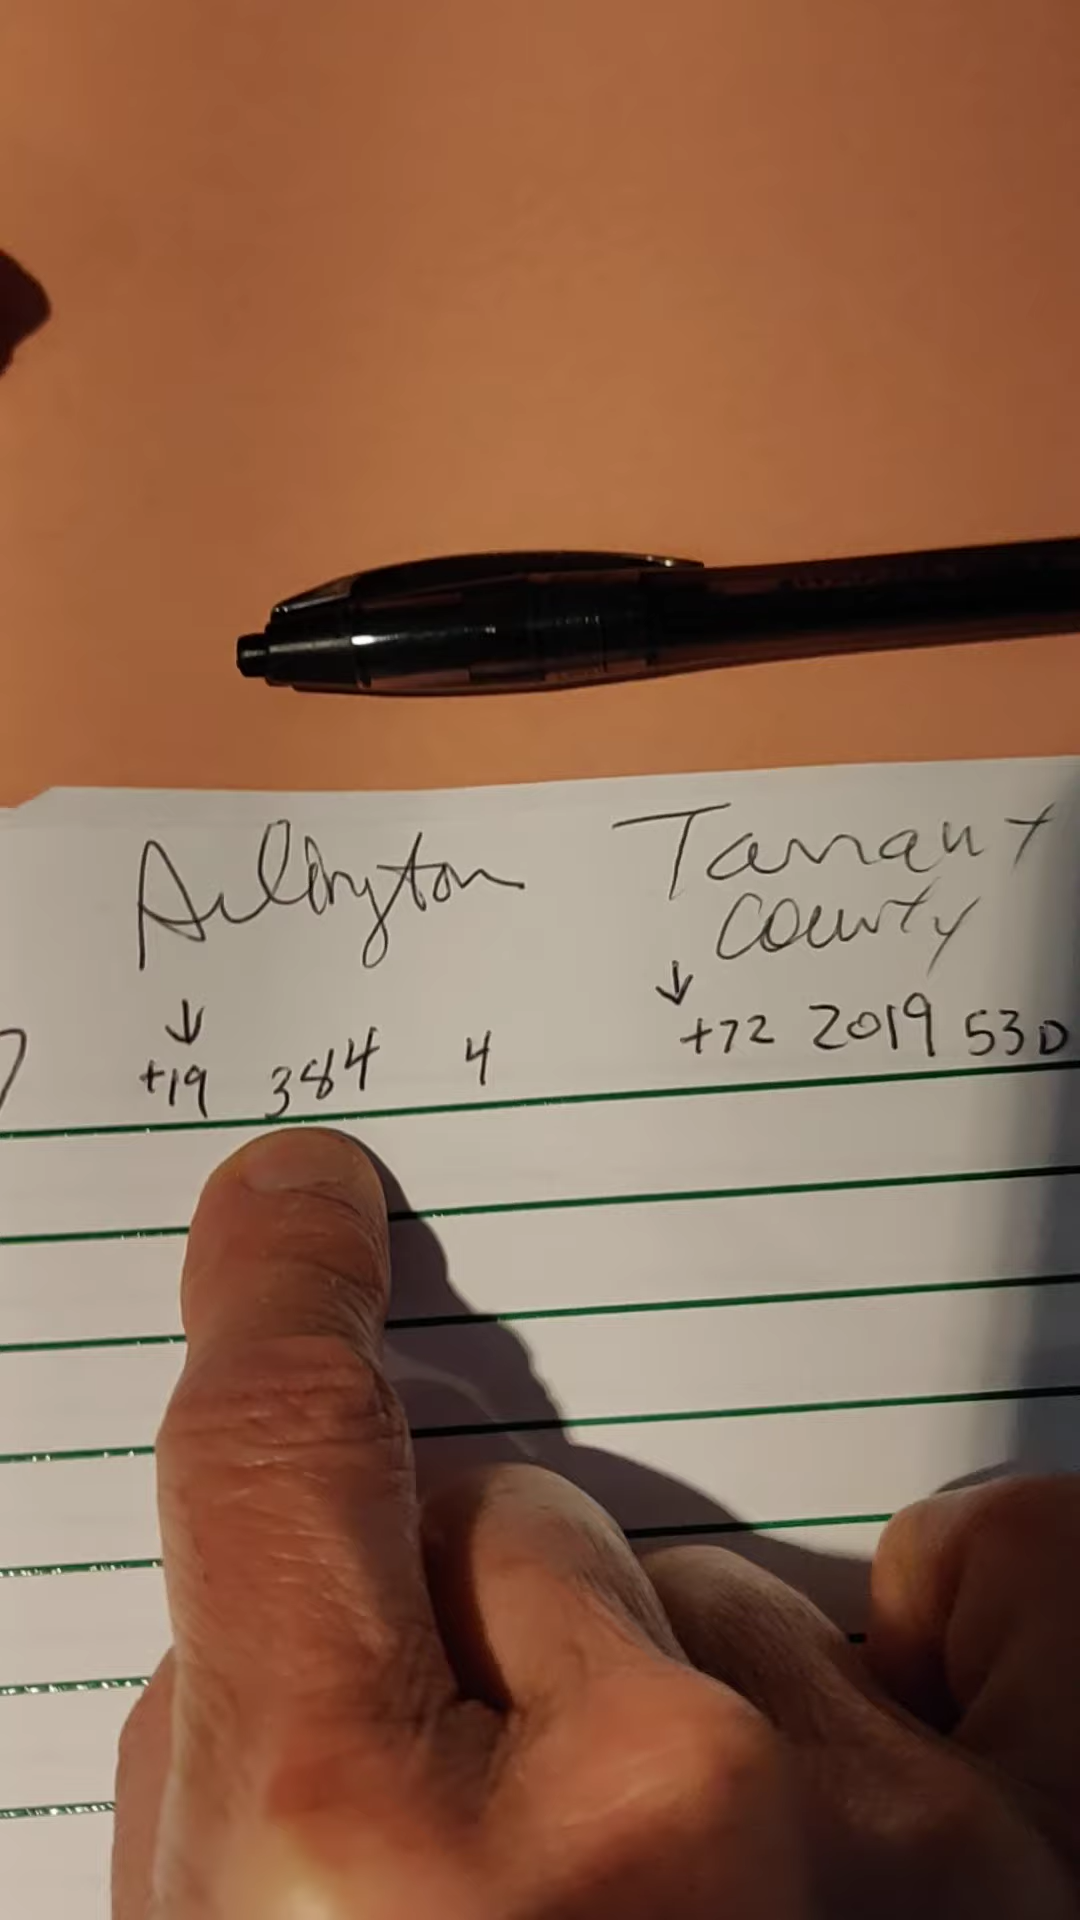 Arlington
Tarrant
County
↓
+19 384 4
↓
+72 2019 530